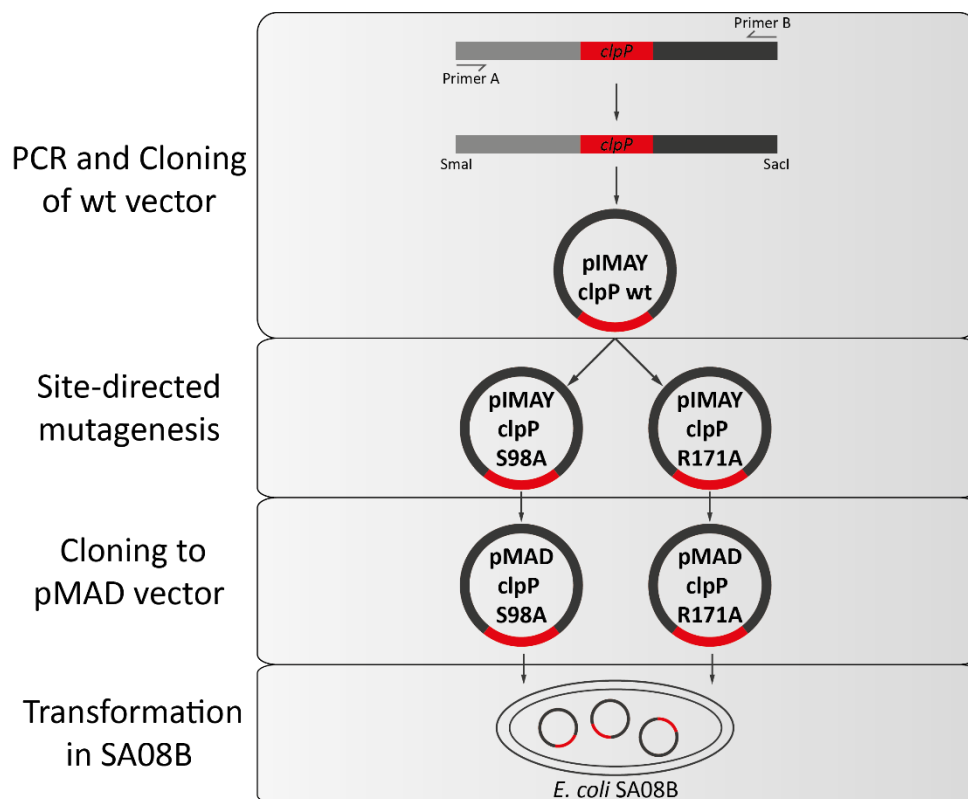 PCR and Cloning
of wt vector
Primer B
clpP
Primer A
clpP
SmaI
SacI
pIMAY
clpP wt
Site-directed
mutagenesis
pIMAY
clpP
S98A
pIMAY
clpP
R171A
Cloning to
pMAD vector
pMAD
clpP
S98A
pMAD
clpP
R171A
Transformation
in SA08B
E. coli SA08B